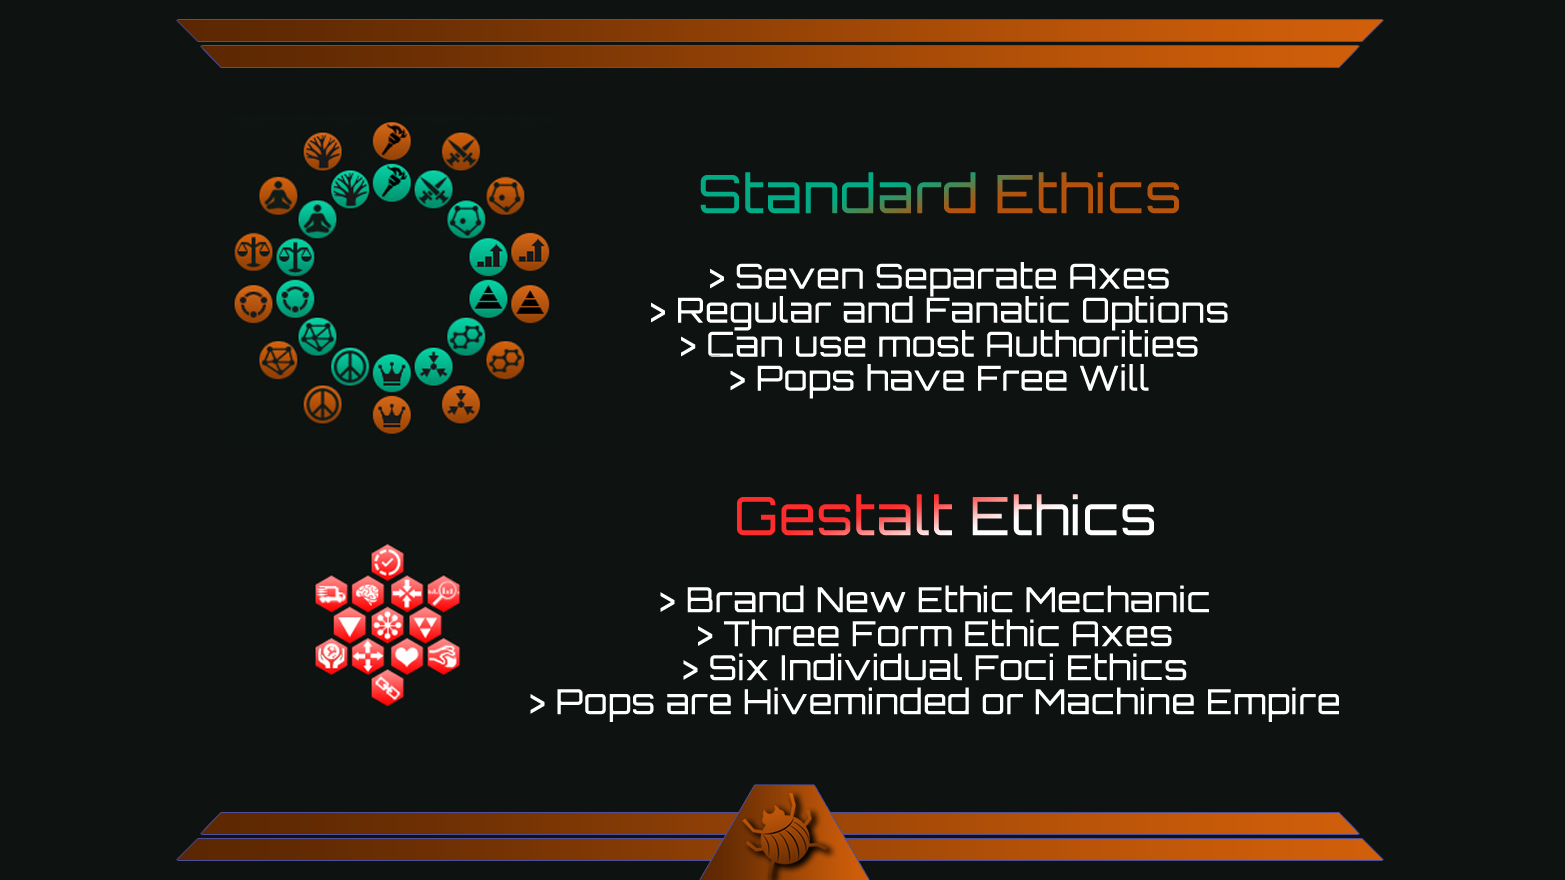 Standard Ethics
> Seven Separate Axes
> Regular and Fanatic Options
> Can use most Authorities
> Pops have Free Will
Gestalt Ethics
> Brand New Ethic Mechanic
> Three Form Ethic Axes
> Six Individual Foci Ethics
> Pops are Hiveminded or Machine Empire